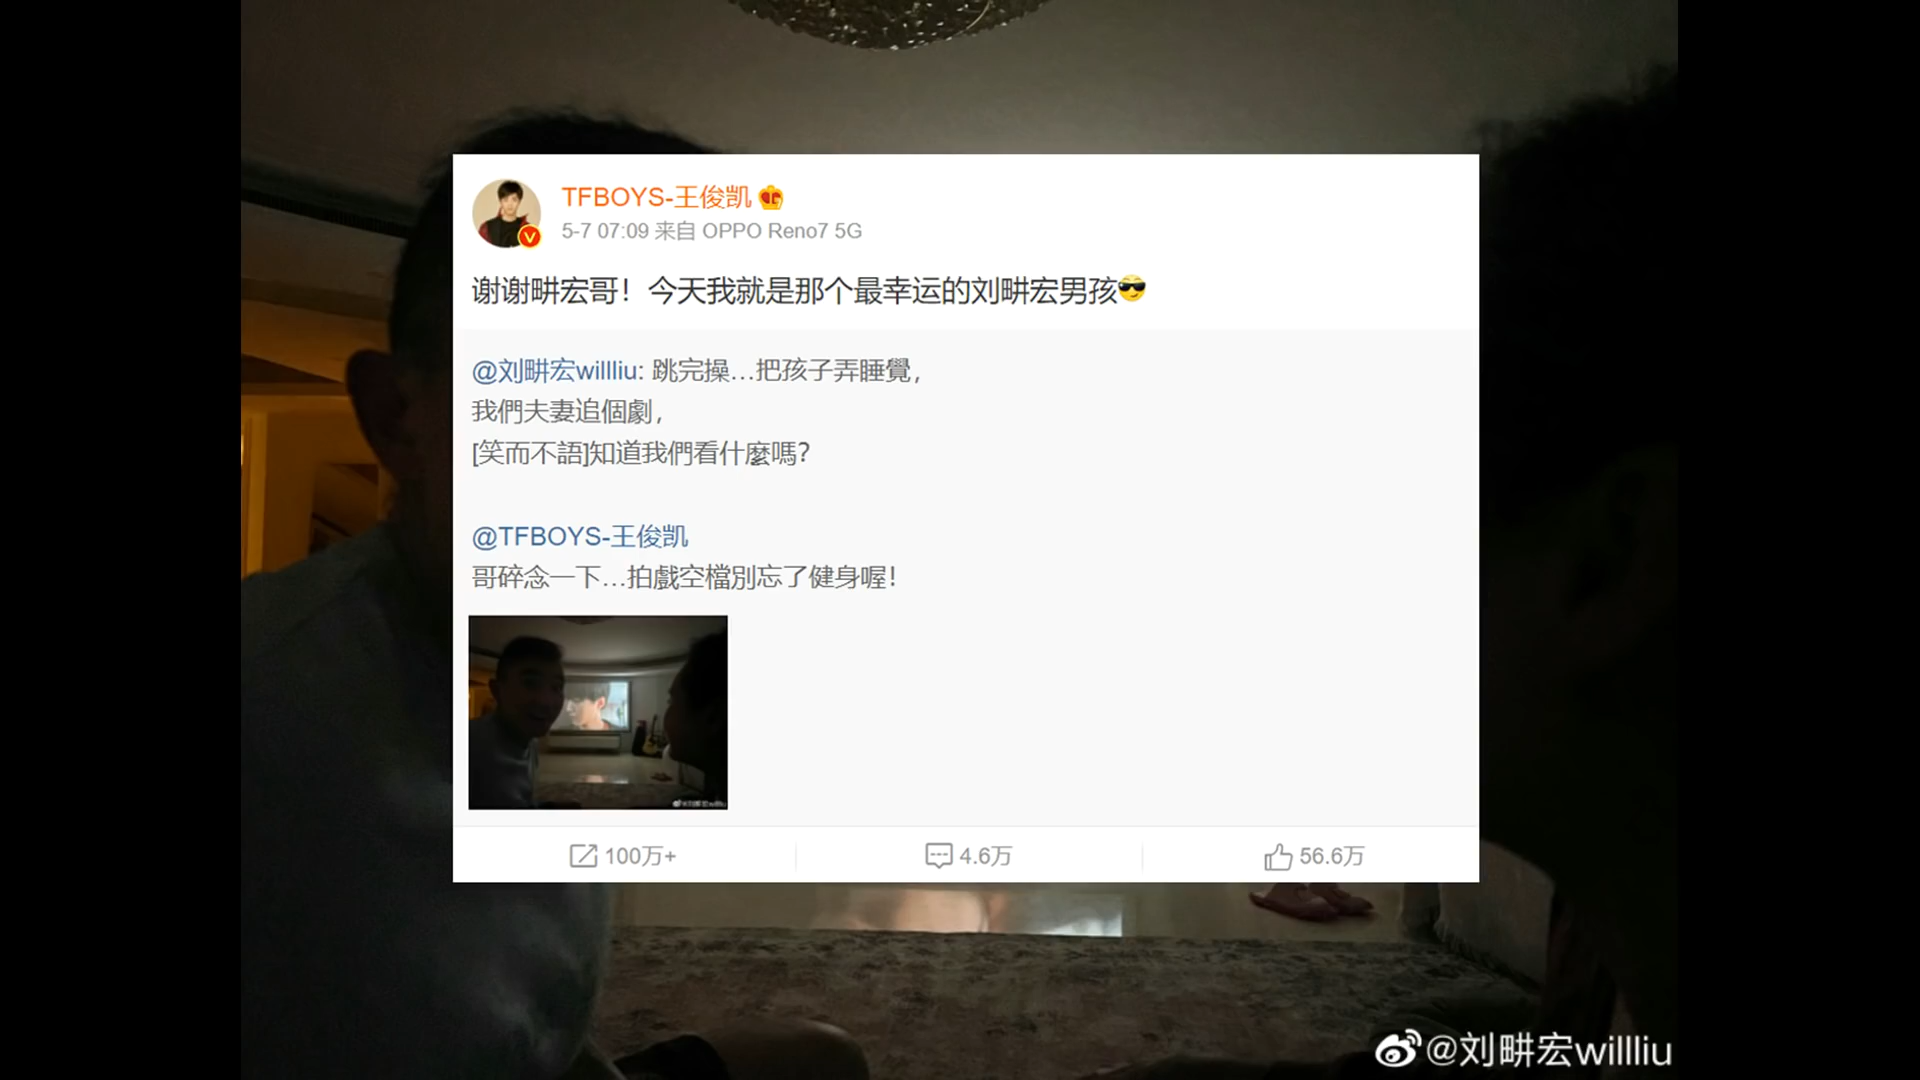 TFBOYS-王俊凯
5-7 07:09 来自 OPPO Reno7 5G
谢谢畊宏哥！今天我就是那个最幸运的刘畊宏男孩
@刘畊宏willliu: 跳完操…把孩子弄睡覺，
我們夫妻追個劇，
[笑而不語]知道我們看什麼嗎？
@TFBOYS-王俊凯
哥碎念一下…拍戲空檔別忘了健身喔！
100万+
4.6万
56.6万
@刘畊宏willliu